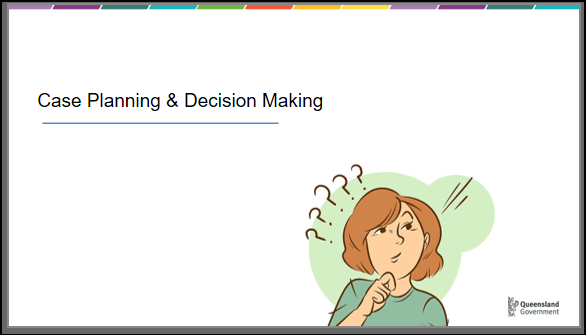 Case Planning & Decision Making
????
Queensland
Government